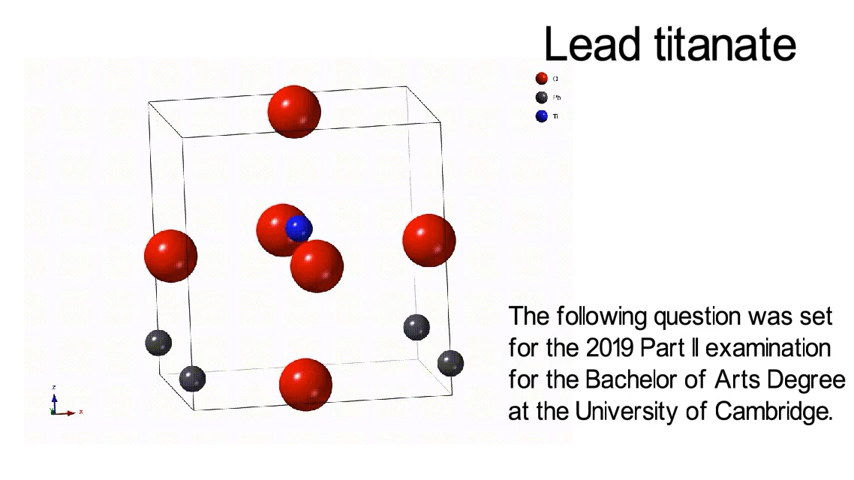 Lead titanate
O
Pb
Ti
The following question was set
for the 2019 Part II examination
for the Bachelor of Arts Degree
at the University of Cambridge.
z
x